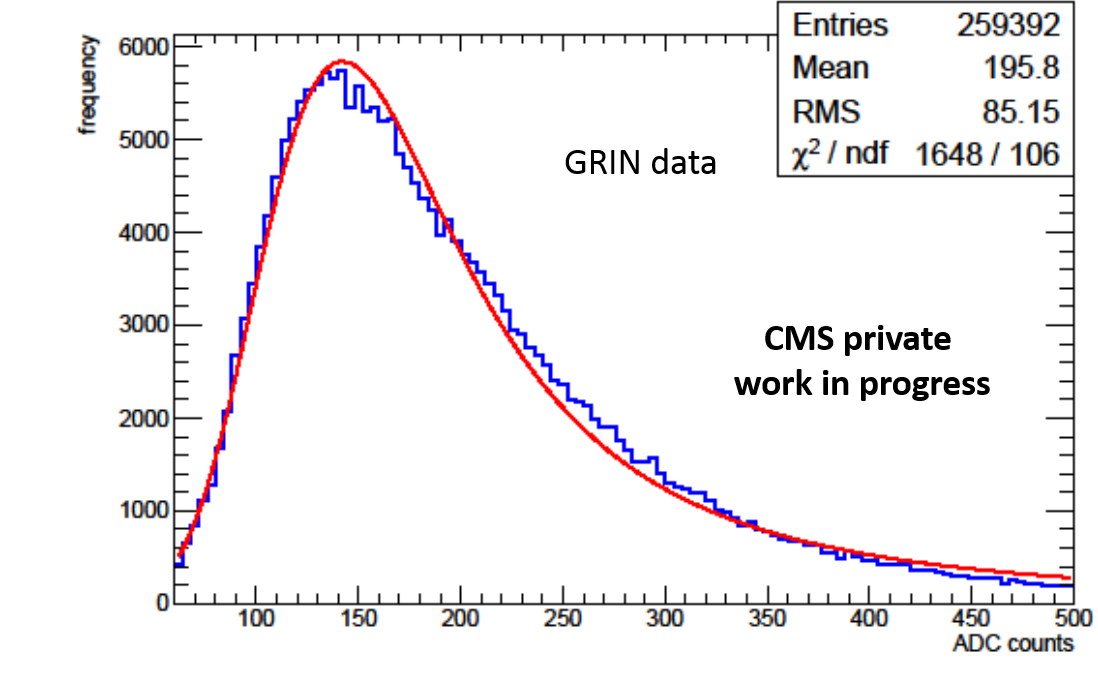 Entries 259392
Mean 195.8
RMS 85.15
χ² / ndf 1648 / 106
frequency
6000
5000
4000
3000
2000
1000
0
GRIN data
CMS private
work in progress
100 150 200 250 300 350 400 450 500
ADC counts